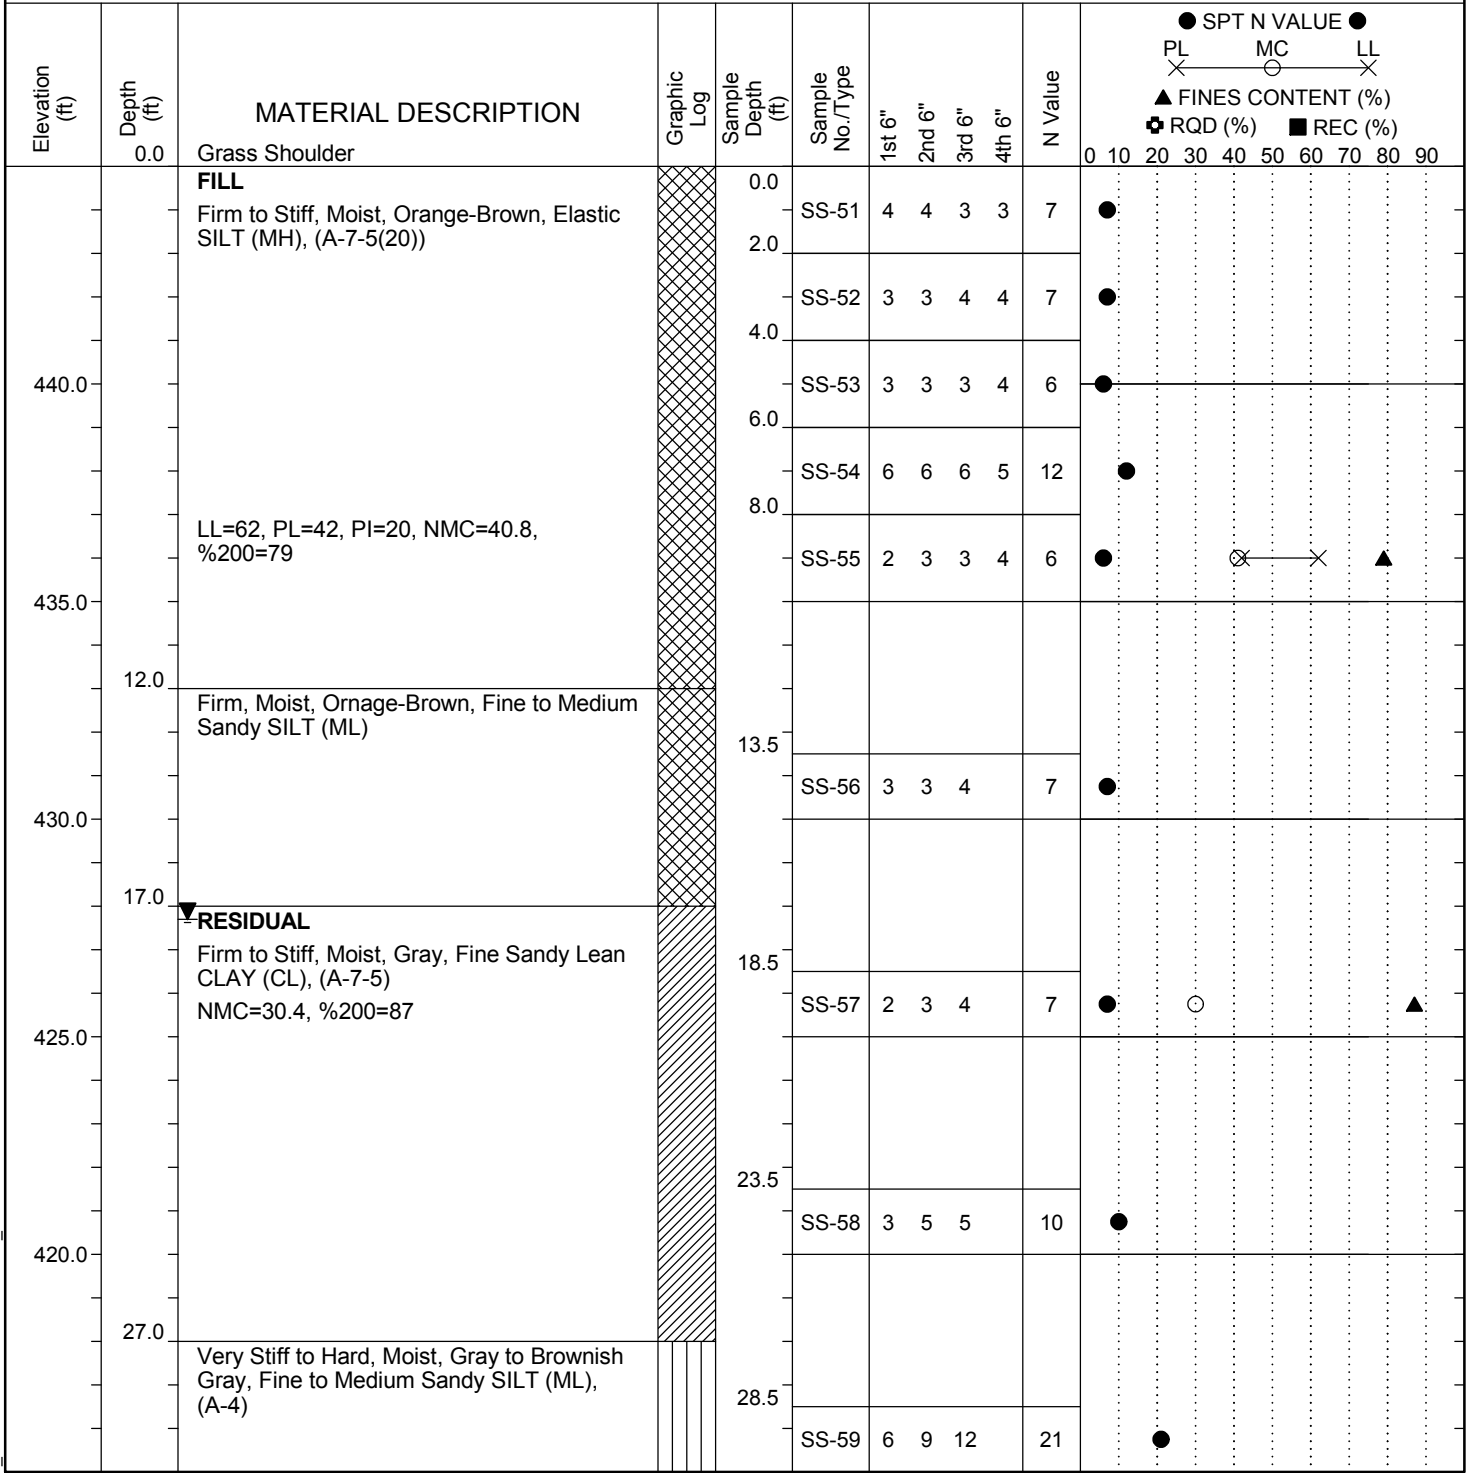 ● SPT N VALUE ●
PL MC LL
▲ FINES CONTENT (%)
RQD (%) ■ REC (%)
Elevation (ft)
Depth (ft)
MATERIAL DESCRIPTION
Graphic Log
Sample Depth (ft)
Sample No./Type
1st 6"
2nd 6"
3rd 6"
4th 6"
N Value
0 10 20 30 40 50 60 70 80 90
0.0 Grass Shoulder
FILL
0.0
Firm to Stiff, Moist, Orange-Brown, Elastic
SILT (MH), (A-7-5(20))
SS-51 4 4 3 3 7
2.0
SS-52 3 3 4 4 7
4.0
440.0
SS-53 3 3 3 4 6
6.0
SS-54 6 6 6 5 12
8.0
LL=62, PL=42, PI=20, NMC=40.8,
%200=79
SS-55 2 3 3 4 6
435.0
12.0
Firm, Moist, Ornage-Brown, Fine to Medium
Sandy SILT (ML)
13.5
SS-56 3 3 4 7
430.0
17.0
RESIDUAL
Firm to Stiff, Moist, Gray, Fine Sandy Lean
CLAY (CL), (A-7-5)
18.5
NMC=30.4, %200=87
SS-57 2 3 4 7
425.0
23.5
SS-58 3 5 5 10
420.0
27.0
Very Stiff to Hard, Moist, Gray to Brownish
Gray, Fine to Medium Sandy SILT (ML),
(A-4)
28.5
SS-59 6 9 12 21